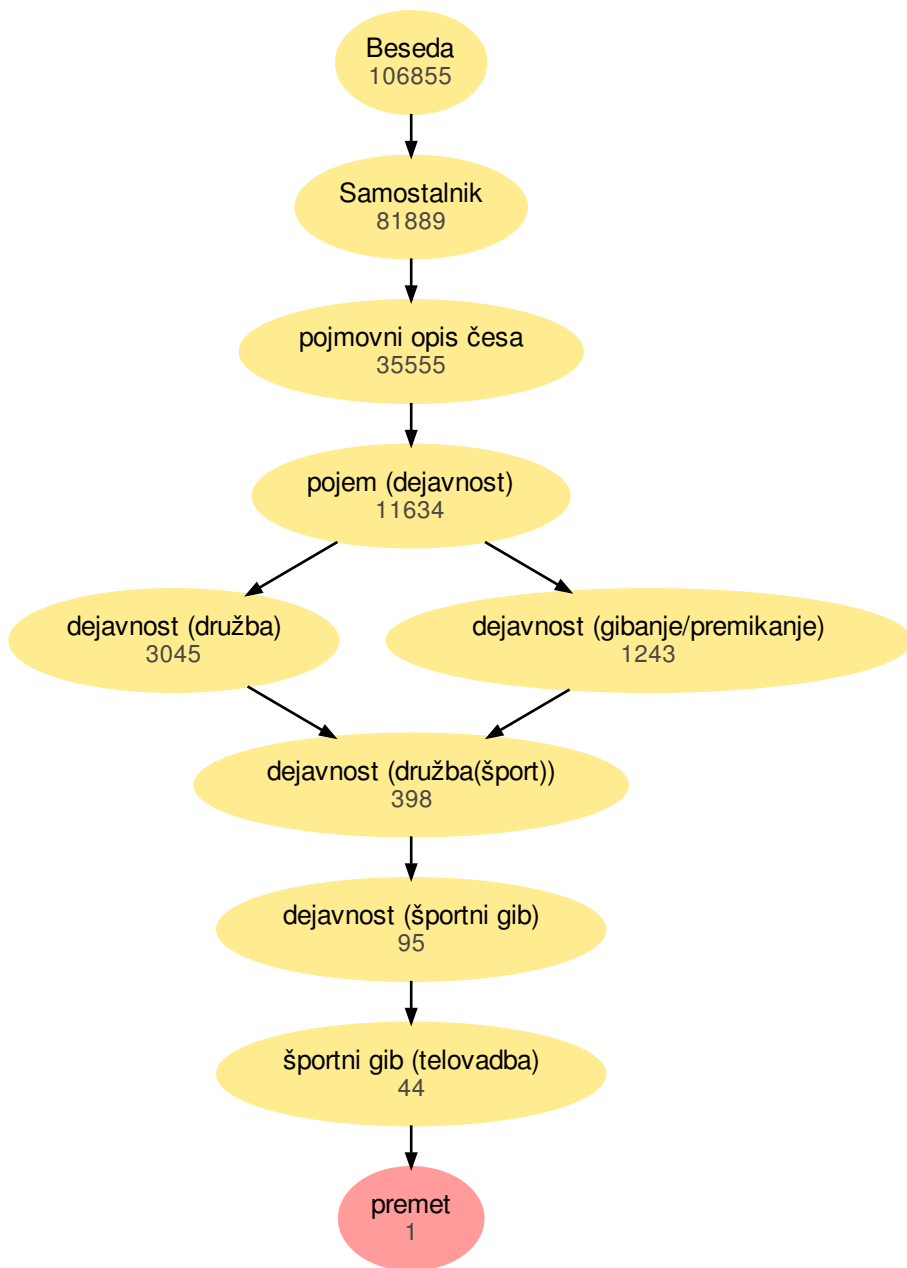 Beseda
106855
Samostalnik
81889
pojmovni opis česa
35555
pojem (dejavnost)
11634
dejavnost (družba)
3045
dejavnost (gibanje/premikanje)
1243
dejavnost (družba(šport))
398
dejavnost (športni gib)
95
športni gib (telovadba)
44
premet
1